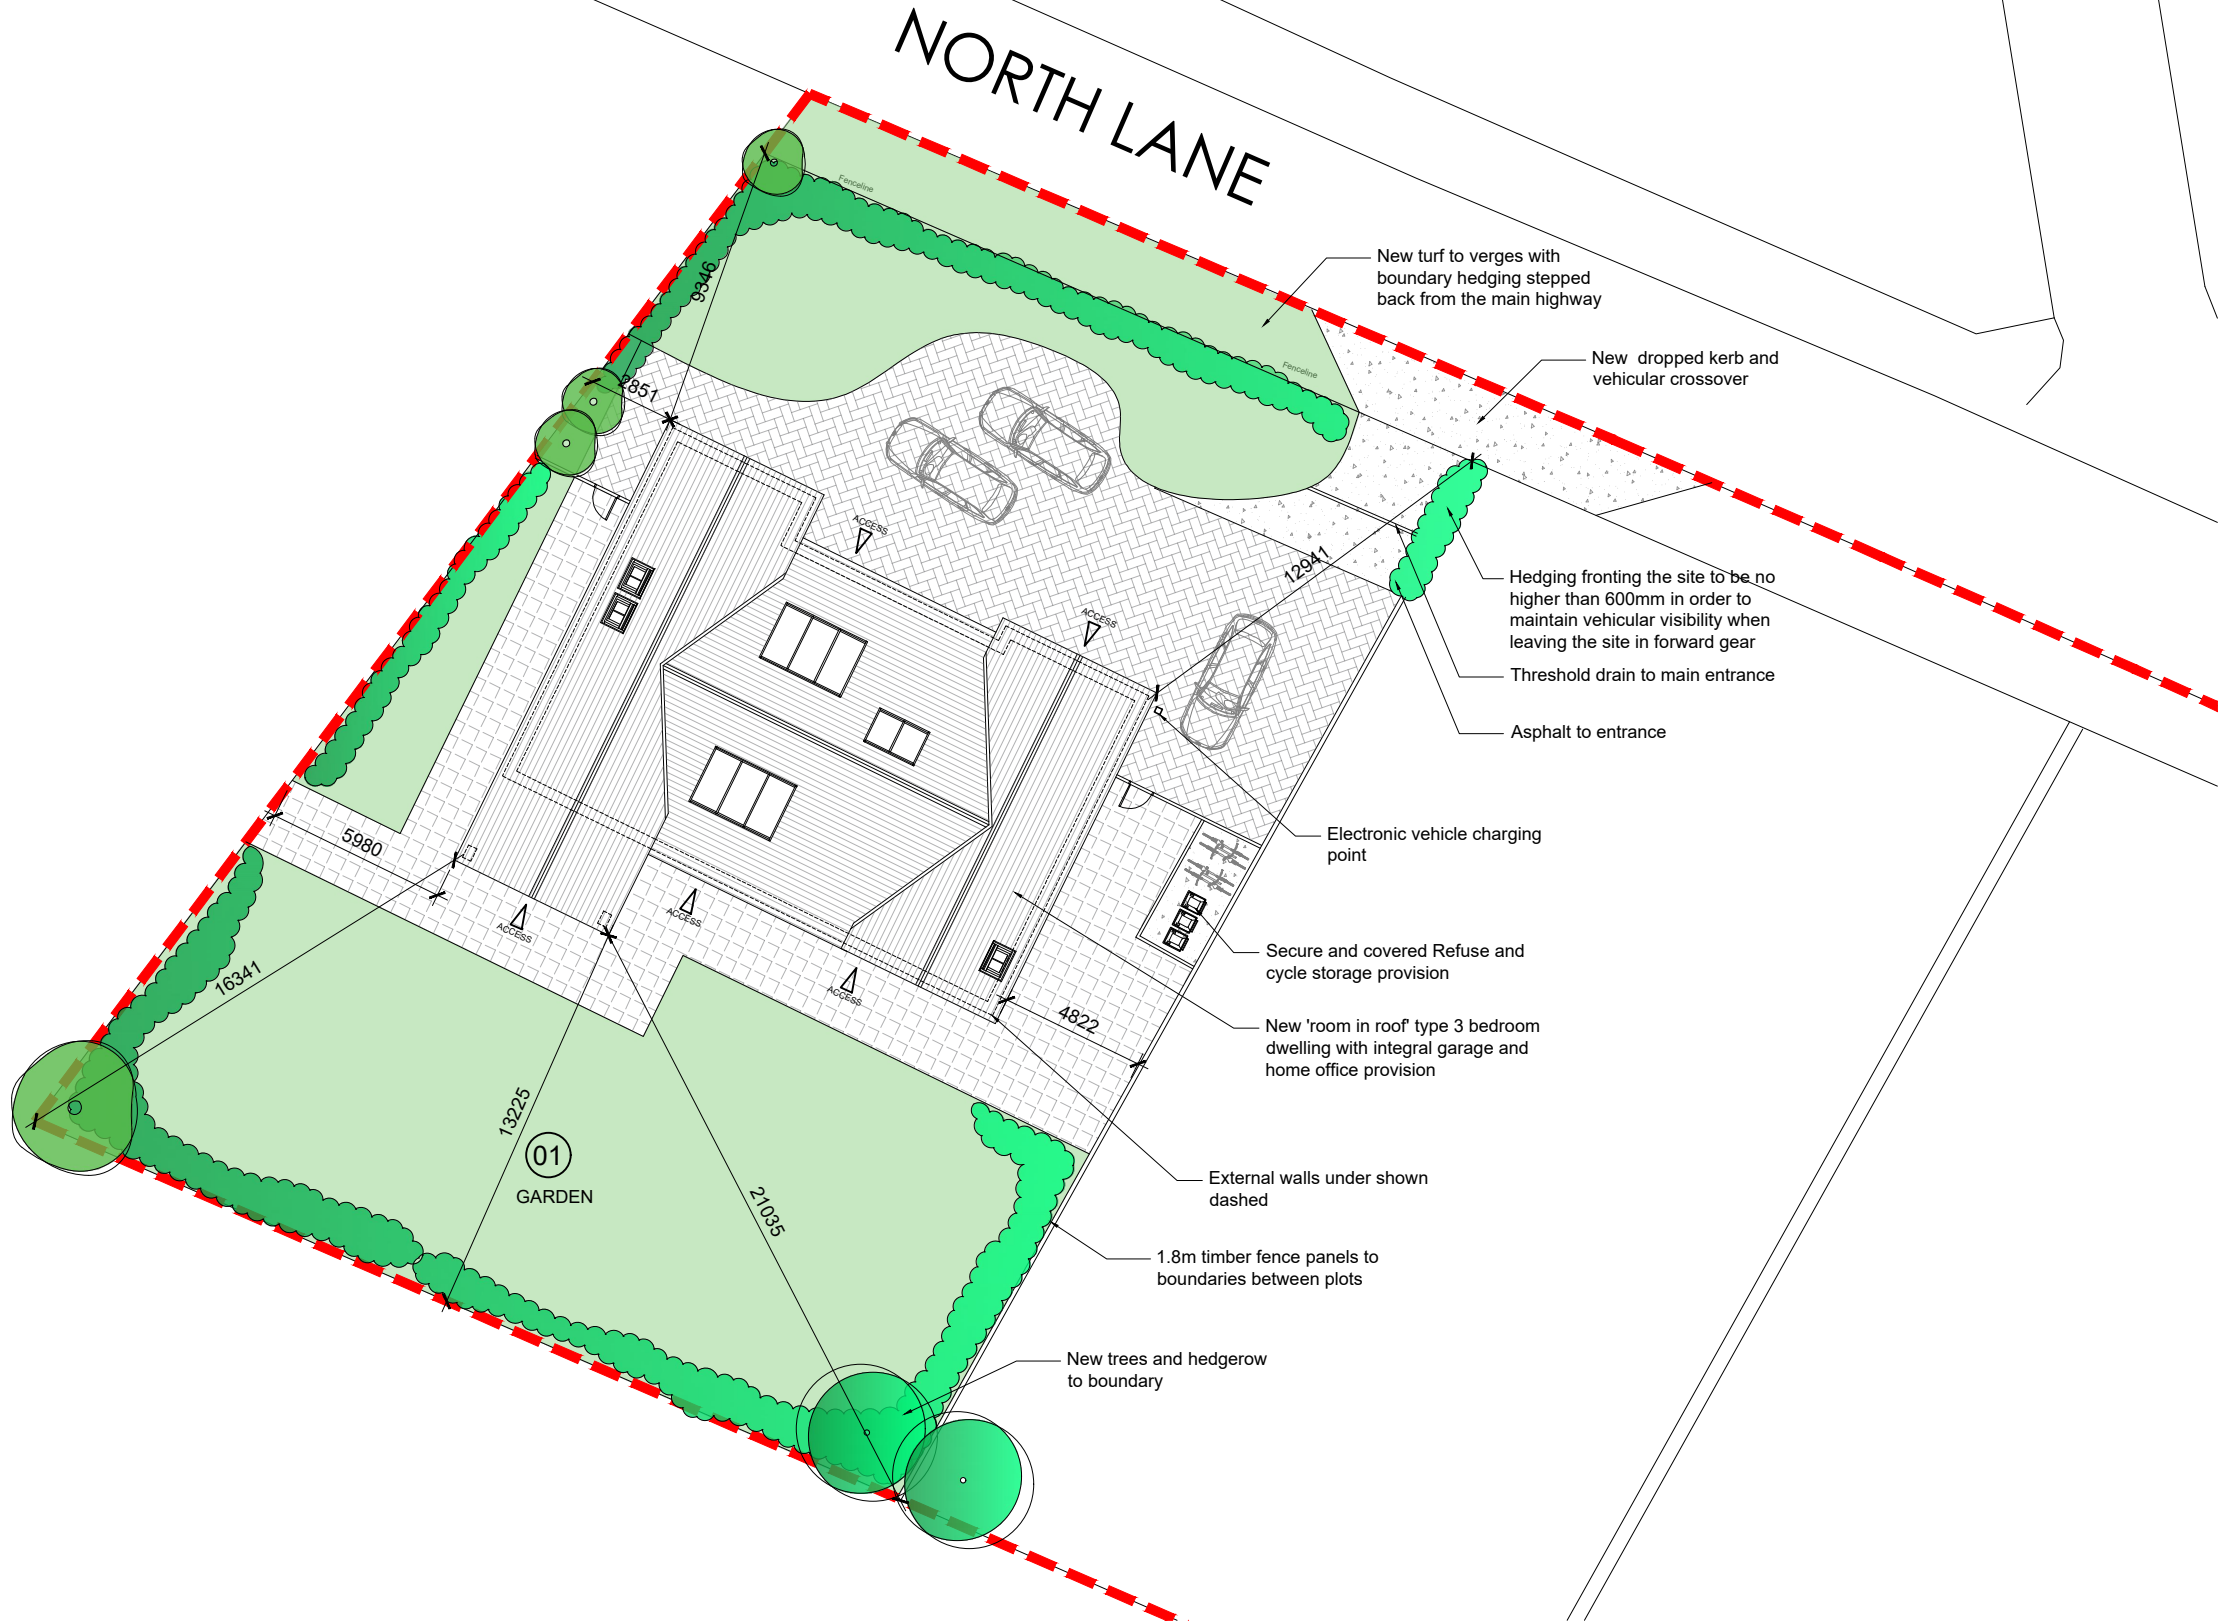 NORTH LANE
Fenceline
New turf to verges with
boundary hedging stepped
back from the main highway
9346
New dropped kerb and
vehicular crossover
Fenceline
2851
ACCESS
12941
Hedging fronting the site to be no
higher than 600mm in order to
maintain vehicular visibility when
leaving the site in forward gear
ACCESS
Threshold drain to main entrance
Asphalt to entrance
5980
Electronic vehicle charging
point
ACCESS
ACCESS
Secure and covered Refuse and
cycle storage provision
16341
ACCESS
4822
New 'room in roof' type 3 bedroom
dwelling with integral garage and
home office provision
13225
01
GARDEN
21035
External walls under shown
dashed
1.8m timber fence panels to
boundaries between plots
New trees and hedgerow
to boundary